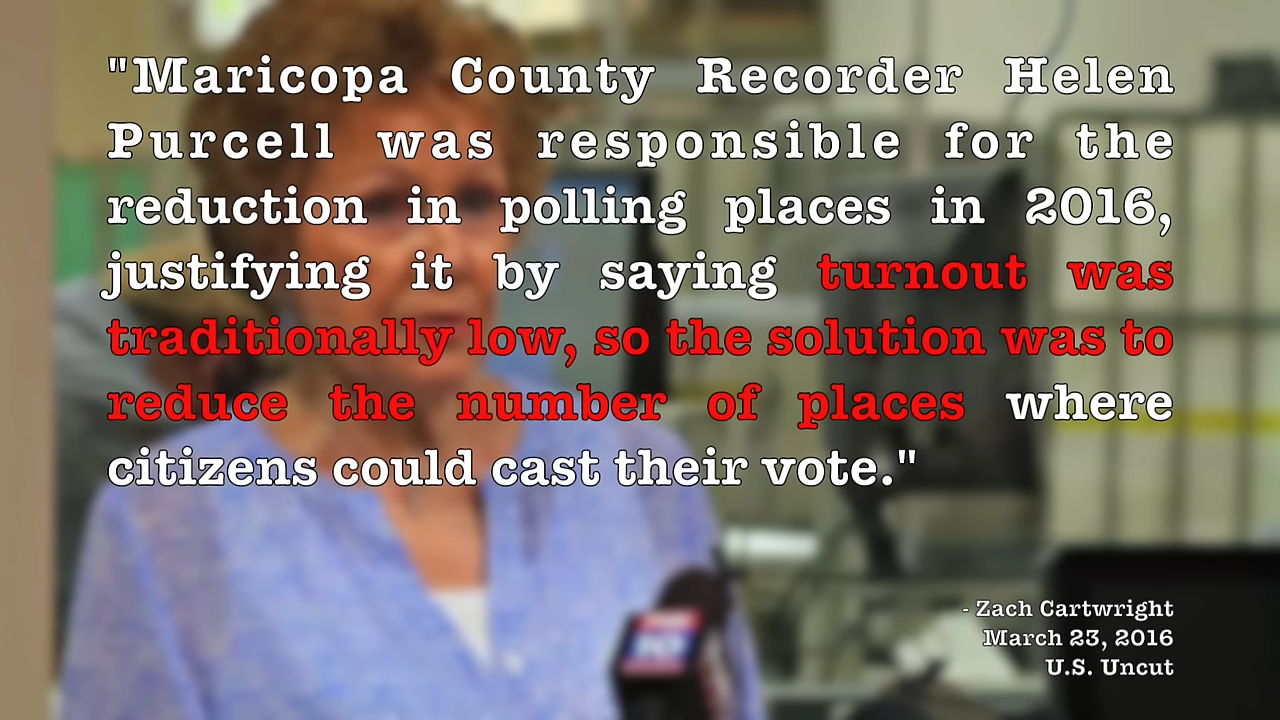 "Maricopa County Recorder Helen
Purcell was responsible for the
reduction in polling places in 2016,
justifying it by saying turnout was
traditionally low, so the solution was to
reduce the number of places where
citizens could cast their vote."
- Zach Cartwright
March 23, 2016
U.S. Uncut